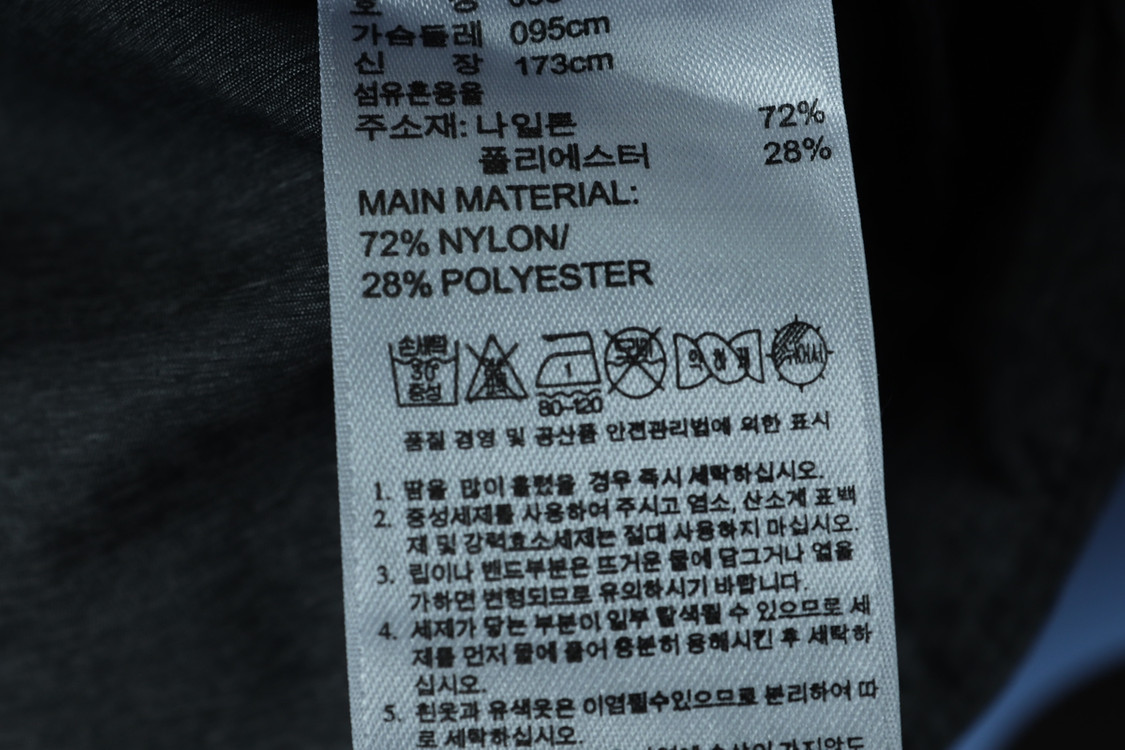 가슴둘레 095cm
신 장 173cm
섬유혼용율
주소재: 나일론 72%
폴리에스터 28%
MAIN MATERIAL:
72% NYLON/
28% POLYESTER
손세탁 30° 중성 1 드라이 의 옷걸이
80~120
품질 경영 및 공산품 안전관리법에 의한 표시
1. 땀을 많이 흘렸을 경우 즉시 세탁하십시오.
2. 중성세제를 사용하여 주시고 염소, 산소계 표백
제 및 강력효소세제는 절대 사용하지 마십시오.
3. 립이나 밴드부분은 뜨거운 물에 담그거나 열을
가하면 변형되므로 유의하시기 바랍니다.
4. 세제가 닿는 부분이 일부 탈색될 수 있으므로 세
제를 먼저 물에 풀어 충분히 용해시킨 후 세탁하
십시오.
5. 흰옷과 유색옷은 이염될수있으므로 분리하여 따
로 세탁하십시오.